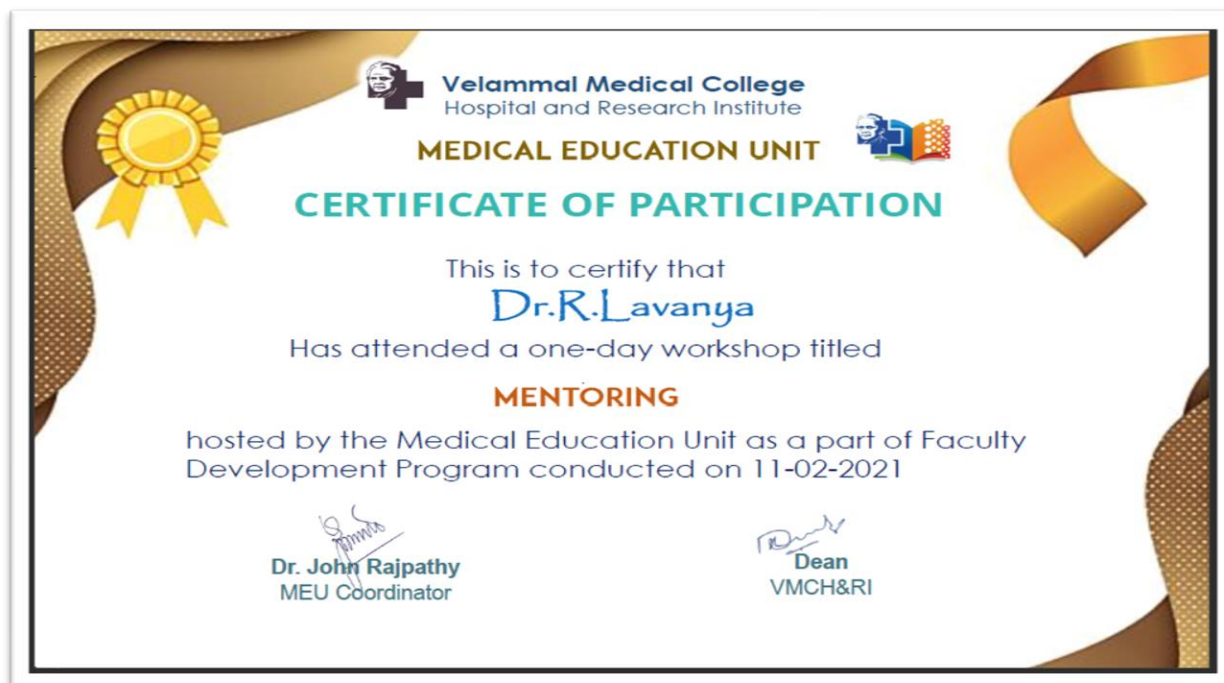 Velammal Medical College
Hospital and Research Institute
MEDICAL EDUCATION UNIT
CERTIFICATE OF PARTICIPATION
This is to certify that
Dr.R.Lavanya
Has attended a one-day workshop titled
MENTORING
hosted by the Medical Education Unit as a part of Faculty
Development Program conducted on 11-02-2021
Dr. John Rajpathy
MEU Coordinator
Dean
VMCH&RI